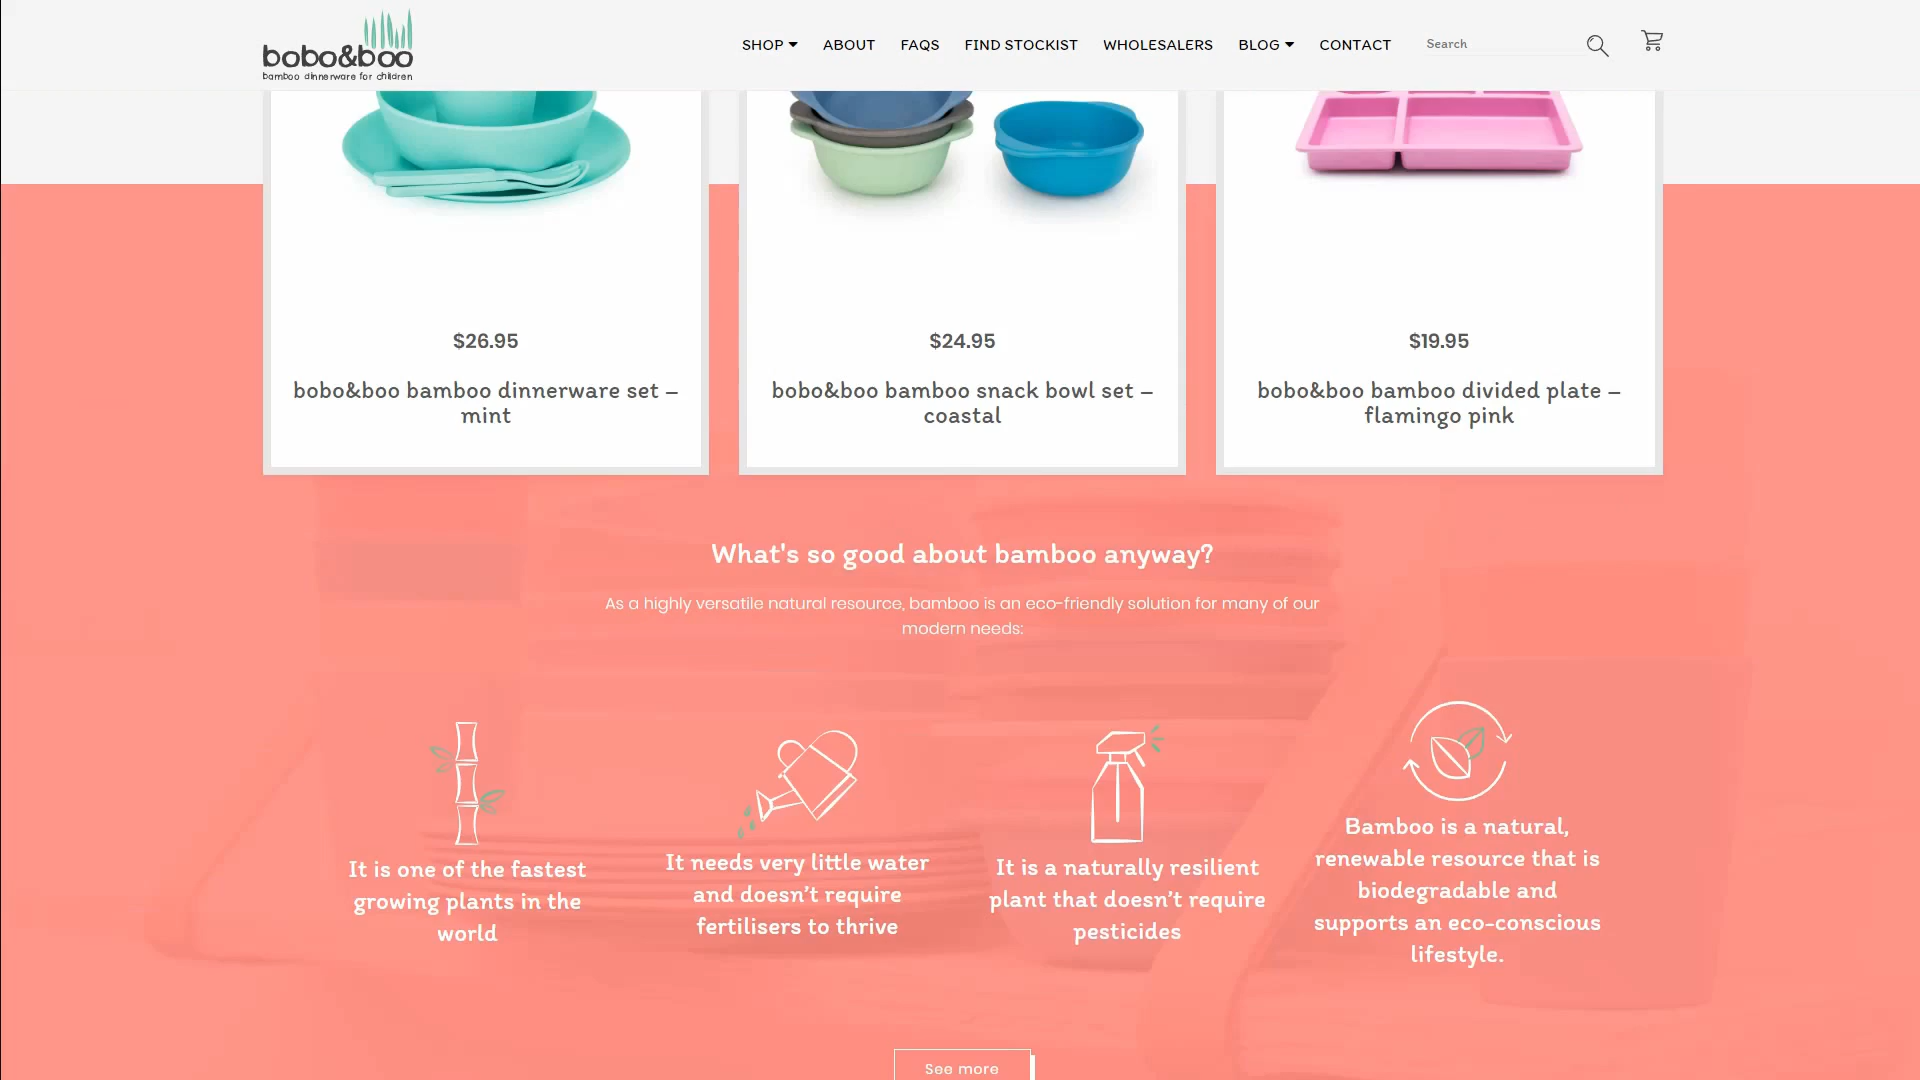 bobo&boo
bamboo dinnerware for children
SHOP ABOUT FAQS FIND STOCKIST WHOLESALERS BLOG CONTACT Search
$26.95
bobo&boo bamboo dinnerware set –
mint
$24.95
bobo&boo bamboo snack bowl set –
coastal
$19.95
bobo&boo bamboo divided plate –
flamingo pink
What's so good about bamboo anyway?
As a highly versatile natural resource, bamboo is an eco-friendly solution for many of our
modern needs:
It is one of the fastest
growing plants in the
world
It needs very little water
and doesn’t require
fertilisers to thrive
It is a naturally resilient
plant that doesn’t require
pesticides
Bamboo is a natural,
renewable resource that is
biodegradable and
supports an eco-conscious
lifestyle.
See more